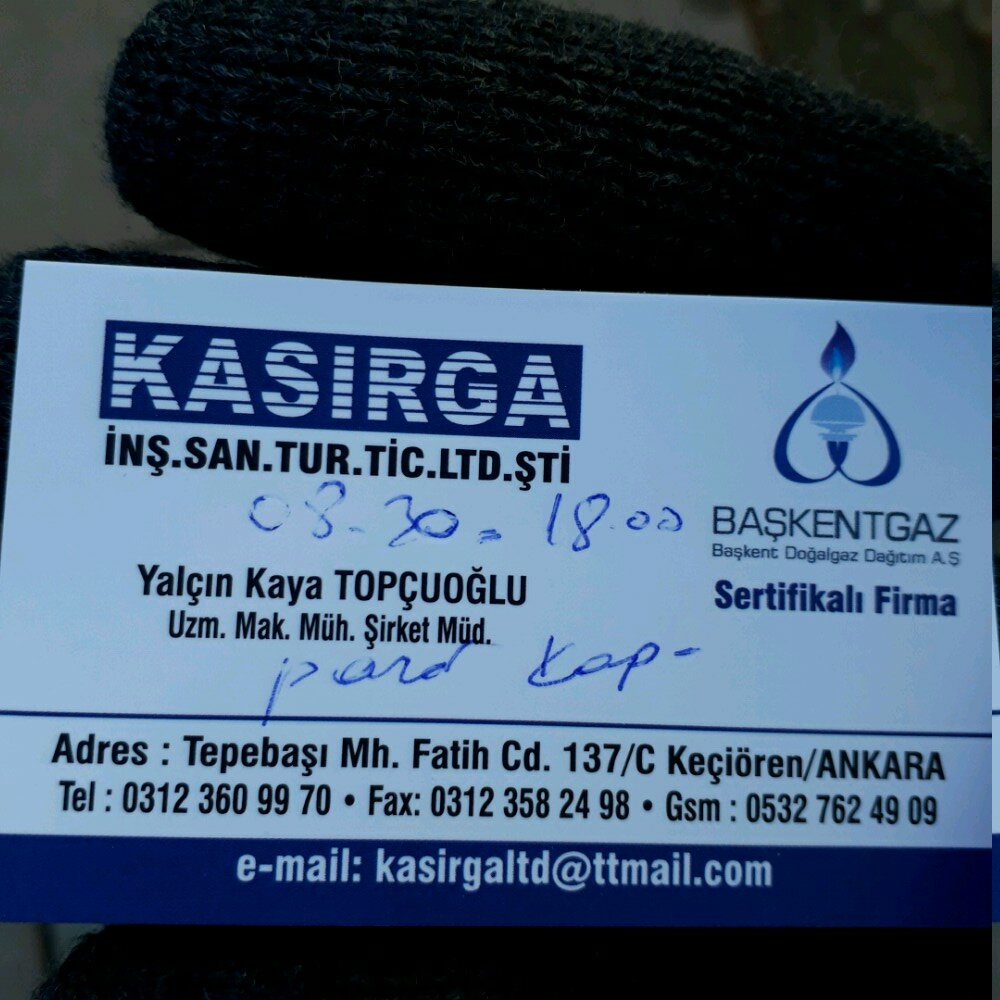 KASIRGA
İNŞ.SAN.TUR.TİC.LTD.ŞTİ
08-30 = 18.00
BAŞKENTGAZ
Başkent Doğalgaz Dağıtım A.Ş
Sertifikalı Firma
Yalçın Kaya TOPÇUOĞLU
Uzm. Mak. Müh. Şirket Müd.
Adres : Tepebaşı Mh. Fatih Cd. 137/C Keçiören/ANKARA
Tel : 0312 360 99 70 • Fax: 0312 358 24 98 • Gsm : 0532 762 49 09
e-mail: kasirgaltd@ttmail.com